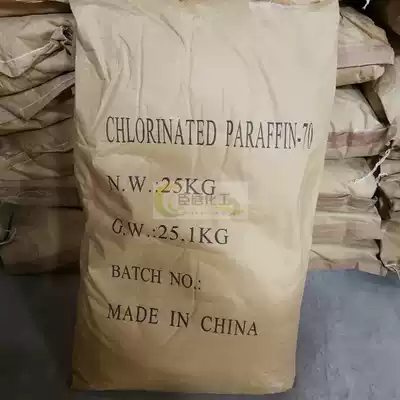 CHLORINATED PARAFFIN-70
N.W.:25KG
G.W.:25.1KG
BATCH NO.:
MADE IN CHINA